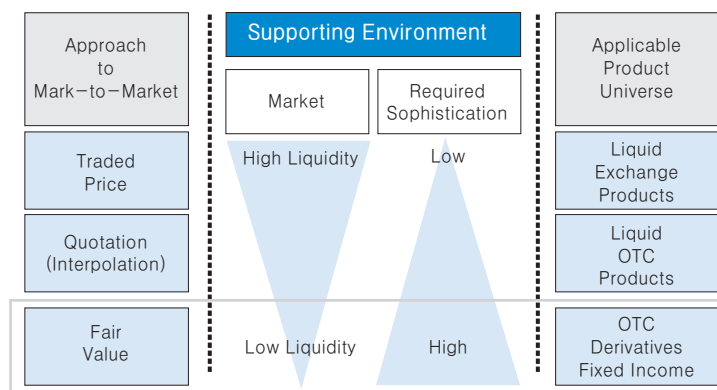 Approach
to
Mark-to-Market
Supporting Environment
Market
Required
Sophistication
Applicable
Product
Universe
Traded
Price
High Liquidity
Low
Liquid
Exchange
Products
Quotation
(Interpolation)
Liquid
OTC
Products
Fair
Value
Low Liquidity
High
OTC
Derivatives
Fixed Income